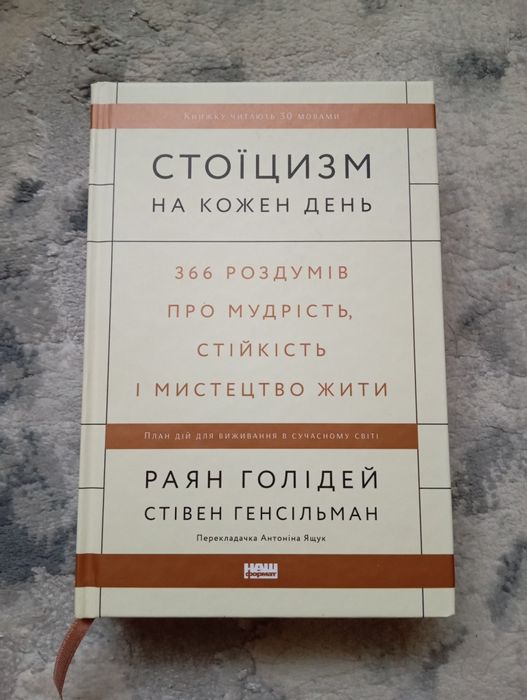 Книжку читають 30 мовами
СТОЇЦИЗМ
НА КОЖЕН ДЕНЬ
366 РОЗДУМІВ
ПРО МУДРІСТЬ,
СТІЙКІСТЬ
І МИСТЕЦТВО ЖИТИ
План дій для виживання в сучасному світі
РАЯН ГОЛІДЕЙ
СТІВЕН ГЕНСІЛЬМАН
Перекладачка Антоніна Ящук
наш
формат